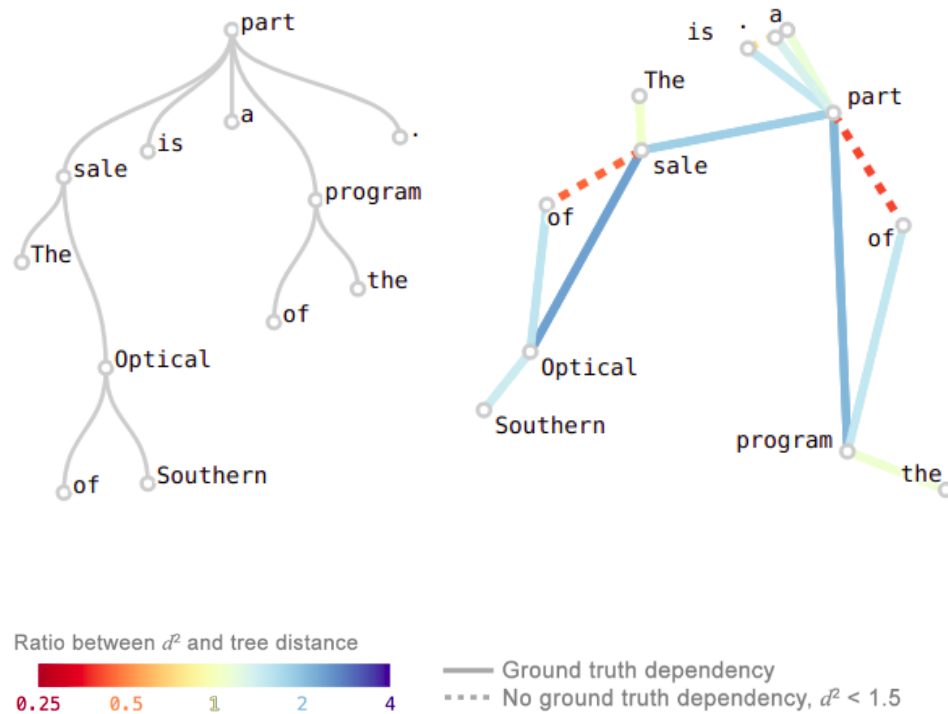 part
a
is
.
sale
program
The
the
of
Optical
of
Southern
is
.
a
The
part
sale
of
of
Optical
Southern
program
the
Ratio between d² and tree distance
0.25 0.5 1 2 4
Ground truth dependency
No ground truth dependency, d² < 1.5